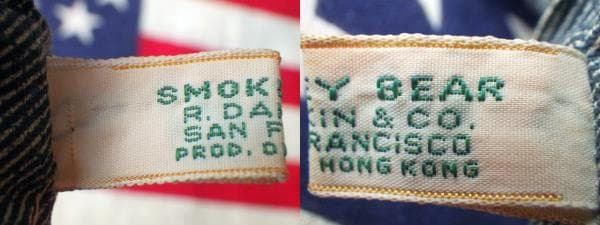 SMOK
R. DA
SAN F
PROD. O
Y BEAR
KIN & CO.
RANCISCO
HONG KONG